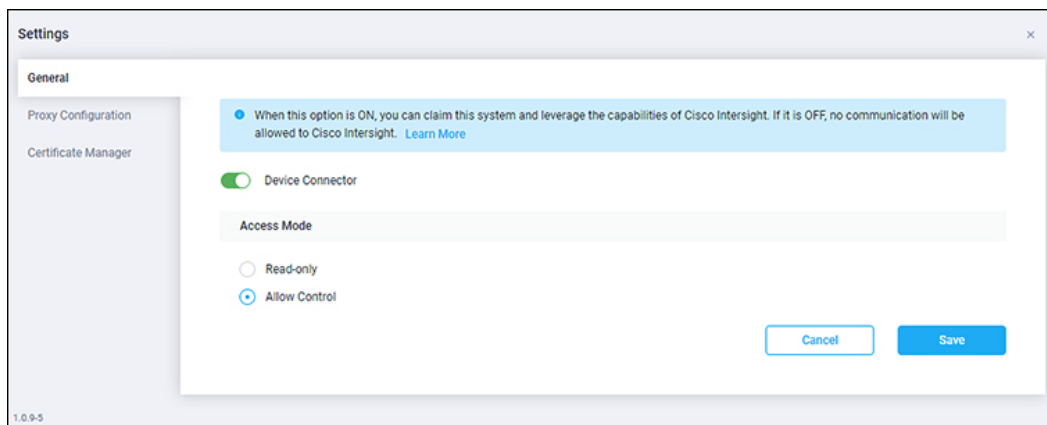 Settings
×
General
Proxy Configuration
Certificate Manager
When this option is ON, you can claim this system and leverage the capabilities of Cisco Intersight. If it is OFF, no communication will be
allowed to Cisco Intersight. Learn More
Device Connector
Access Mode
Read-only
Allow Control
Cancel Save
1.0.9-5